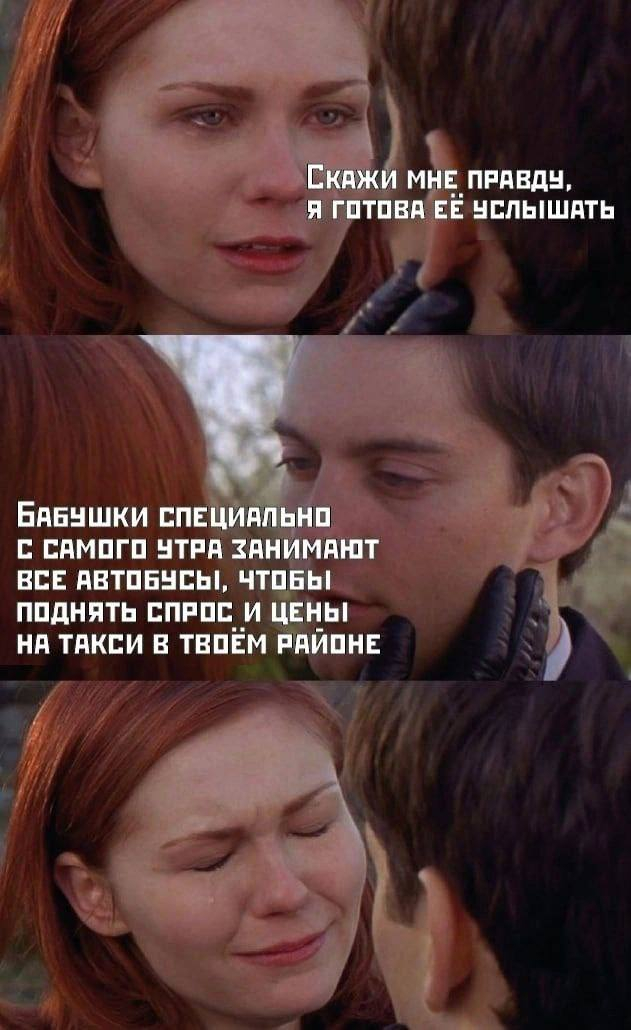 Скажи мне правду,
я готова её услышать
Бабушки специально
с самого утра занимают
все автобусы, чтобы
поднять спрос и цены
на такси в твоём районе